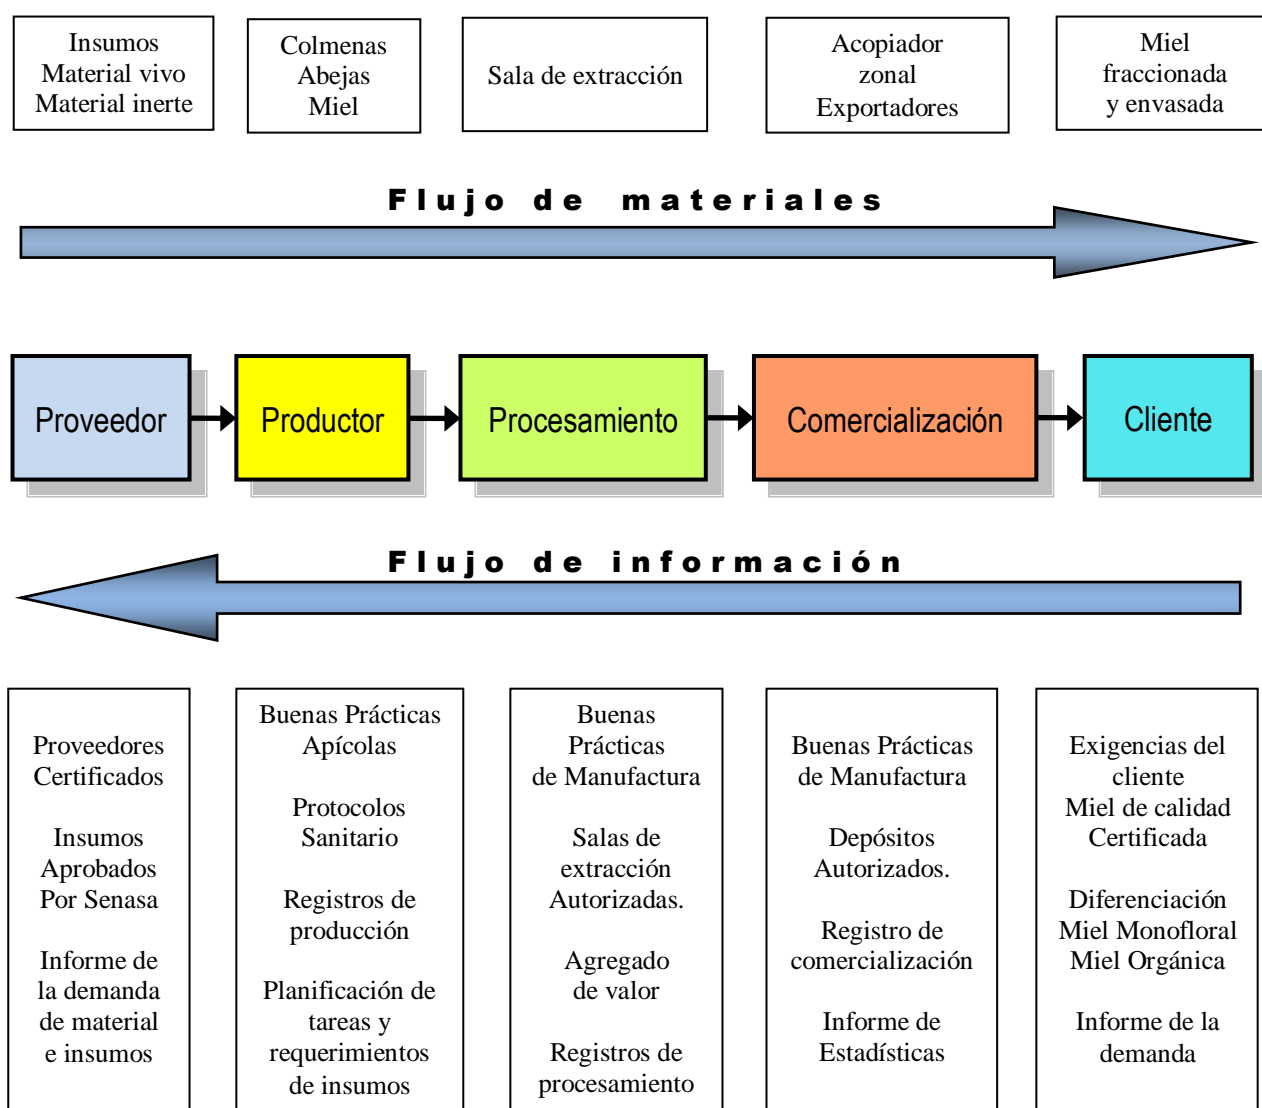 Insumos
Material vivo
Material inerte
Colmenas
Abejas
Miel
Sala de extracción
Acopiador
zonal
Exportadores
Miel
fraccionada
y envasada
Flujo de materiales
Proveedor
Productor
Procesamiento
Comercialización
Cliente
Flujo de información
Proveedores
Certificados
Insumos
Aprobados
Por Senasa
Informe de
la demanda
de material
e insumos
Buenas Prácticas
Apícolas
Protocolos
Sanitario
Registros de
producción
Planificación de
tareas y
requerimientos
de insumos
Buenas
Prácticas
de Manufactura
Salas de
extracción
Autorizadas.
Agregado
de valor
Registros de
procesamiento
Buenas Prácticas
de Manufactura
Depósitos
Autorizados.
Registro de
comercialización
Informe de
Estadísticas
Exigencias del
cliente
Miel de calidad
Certificada
Diferenciación
Miel Monofloral
Miel Orgánica
Informe de la
demanda